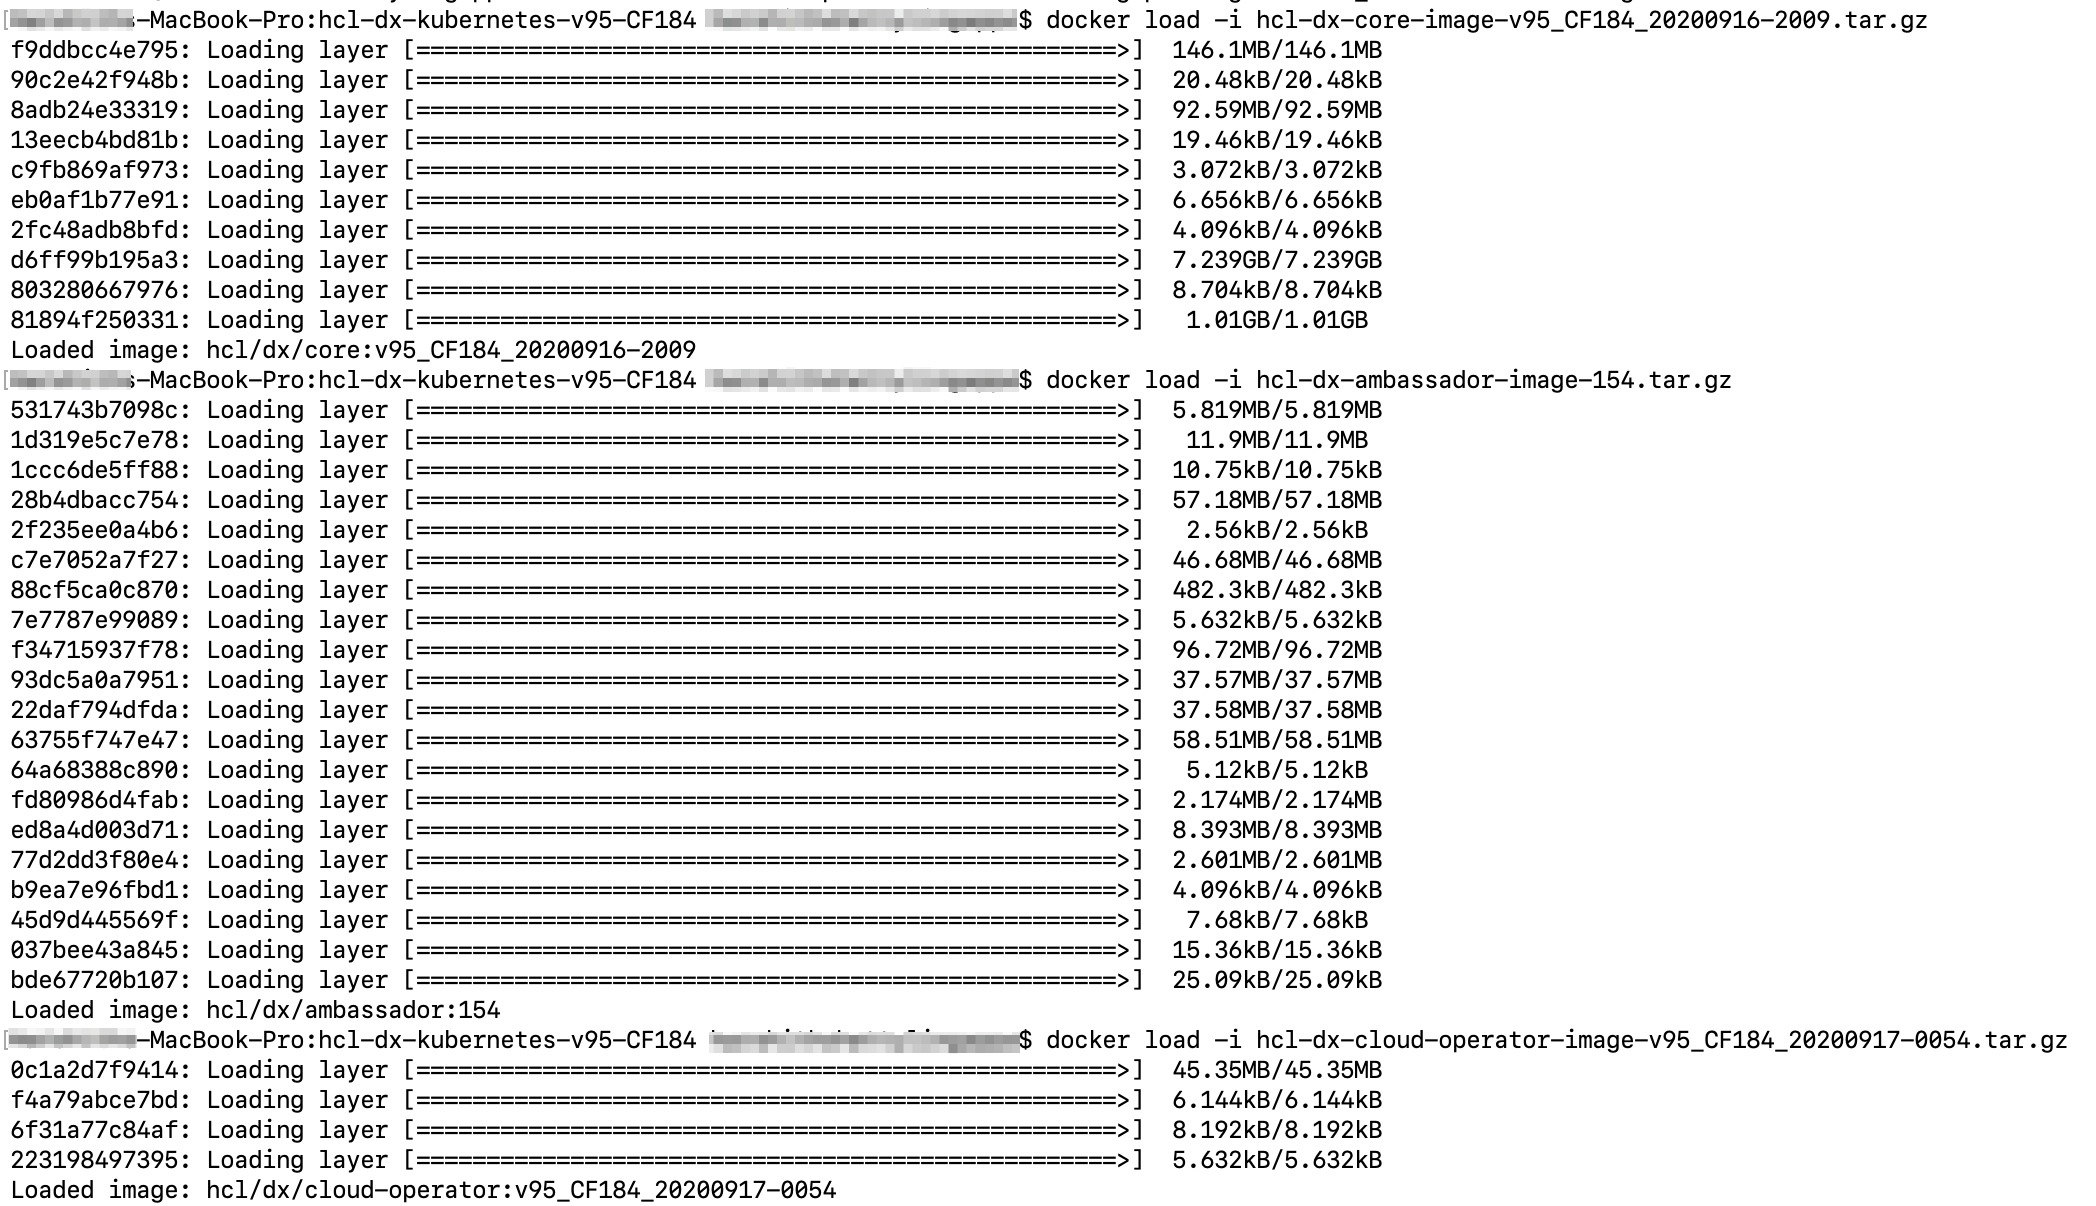 -MacBook-Pro:hcl-dx-kubernetes-v95-CF184 $ docker load -i hcl-dx-core-image-v95_CF184_20200916-2009.tar.gz
f9ddbcc4e795: Loading layer [==================================================>]  146.1MB/146.1MB
90c2e42f948b: Loading layer [==================================================>]  20.48kB/20.48kB
8adb24e33319: Loading layer [==================================================>]  92.59MB/92.59MB
13eecb4bd81b: Loading layer [==================================================>]  19.46kB/19.46kB
c9fb869af973: Loading layer [==================================================>]  3.072kB/3.072kB
eb0af1b77e91: Loading layer [==================================================>]  6.656kB/6.656kB
2fc48adb8bfd: Loading layer [==================================================>]  4.096kB/4.096kB
d6ff99b195a3: Loading layer [==================================================>]  7.239GB/7.239GB
803280667976: Loading layer [==================================================>]  8.704kB/8.704kB
81894f250331: Loading layer [==================================================>]   1.01GB/1.01GB
Loaded image: hcl/dx/core:v95_CF184_20200916-2009
s-MacBook-Pro:hcl-dx-kubernetes-v95-CF184 $ docker load -i hcl-dx-ambassador-image-154.tar.gz
531743b7098c: Loading layer [==================================================>]  5.819MB/5.819MB
1d319e5c7e78: Loading layer [==================================================>]   11.9MB/11.9MB
1ccc6de5ff88: Loading layer [==================================================>]  10.75kB/10.75kB
28b4dbacc754: Loading layer [==================================================>]  57.18MB/57.18MB
2f235ee0a4b6: Loading layer [==================================================>]   2.56kB/2.56kB
c7e7052a7f27: Loading layer [==================================================>]  46.68MB/46.68MB
88cf5ca0c870: Loading layer [==================================================>]  482.3kB/482.3kB
7e7787e99089: Loading layer [==================================================>]  5.632kB/5.632kB
f34715937f78: Loading layer [==================================================>]  96.72MB/96.72MB
93dc5a0a7951: Loading layer [==================================================>]  37.57MB/37.57MB
22daf794dfda: Loading layer [==================================================>]  37.58MB/37.58MB
63755f747e47: Loading layer [==================================================>]  58.51MB/58.51MB
64a68388c890: Loading layer [==================================================>]   5.12kB/5.12kB
fd80986d4fab: Loading layer [==================================================>]  2.174MB/2.174MB
ed8a4d003d71: Loading layer [==================================================>]  8.393MB/8.393MB
77d2dd3f80e4: Loading layer [==================================================>]  2.601MB/2.601MB
b9ea7e96fbd1: Loading layer [==================================================>]  4.096kB/4.096kB
45d9d445569f: Loading layer [==================================================>]   7.68kB/7.68kB
037bee43a845: Loading layer [==================================================>]  15.36kB/15.36kB
bde67720b107: Loading layer [==================================================>]  25.09kB/25.09kB
Loaded image: hcl/dx/ambassador:154
-MacBook-Pro:hcl-dx-kubernetes-v95-CF184 $ docker load -i hcl-dx-cloud-operator-image-v95_CF184_20200917-0054.tar.gz
0c1a2d7f9414: Loading layer [==================================================>]  45.35MB/45.35MB
f4a79abce7bd: Loading layer [==================================================>]  6.144kB/6.144kB
6f31a77c84af: Loading layer [==================================================>]  8.192kB/8.192kB
223198497395: Loading layer [==================================================>]  5.632kB/5.632kB
Loaded image: hcl/dx/cloud-operator:v95_CF184_20200917-0054